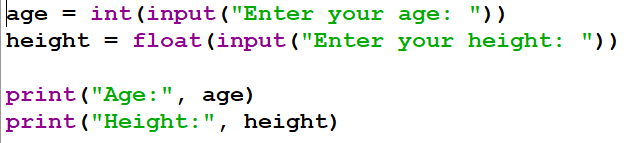 age = int(input("Enter your age: "))
height = float(input("Enter your height: "))
print("Age:", age)
print("Height:", height)